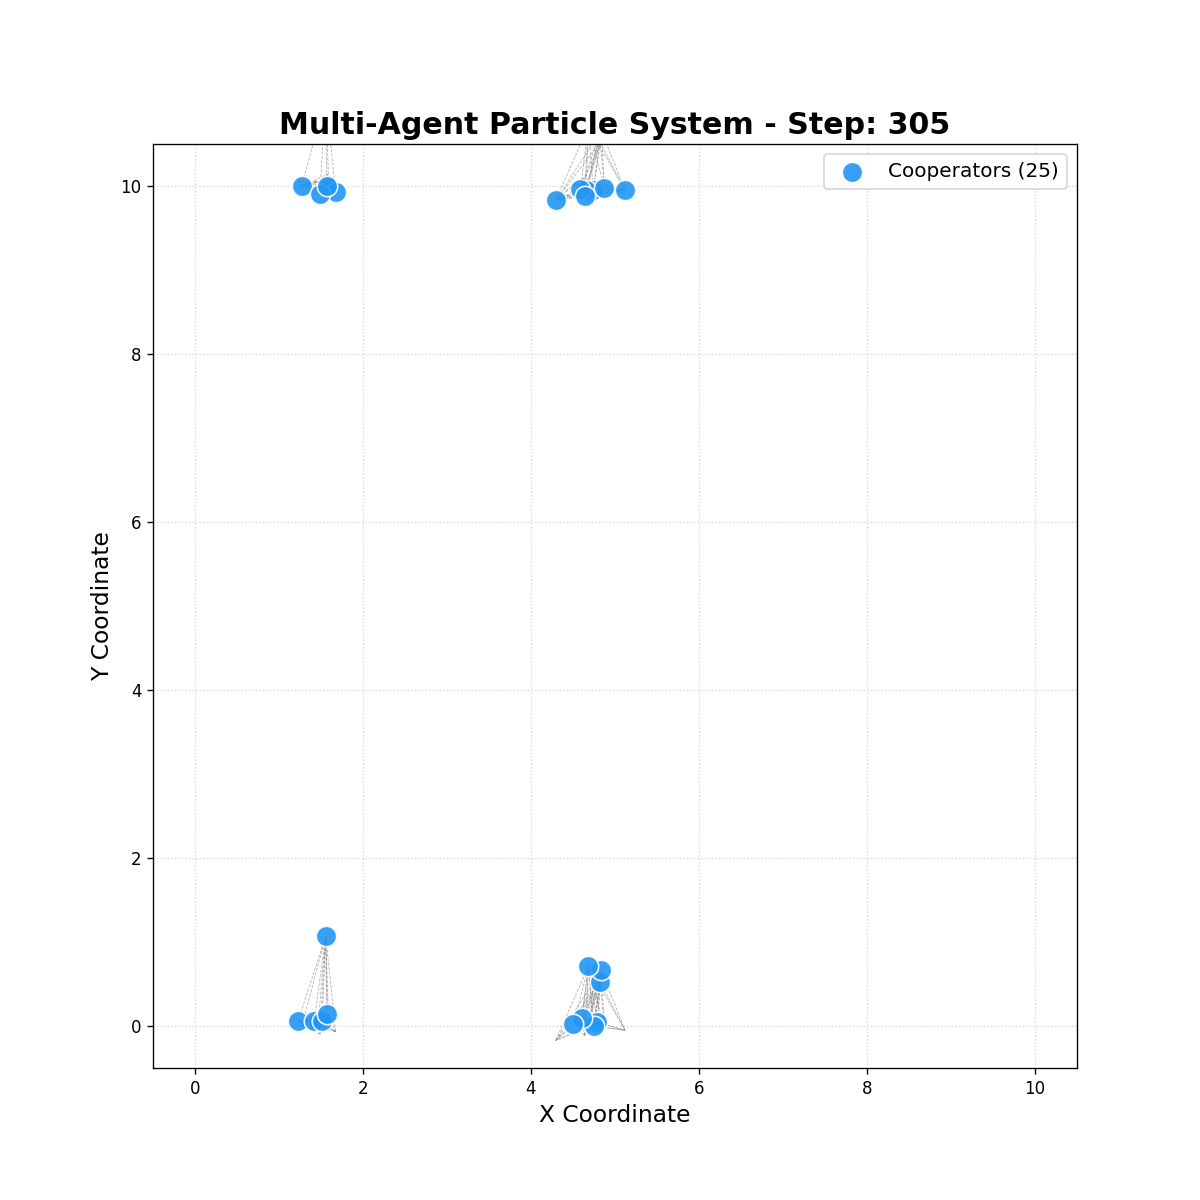 Multi-Agent Particle System - Step: 305
Cooperators (25)
10
8
6
4
2
0
Y Coordinate
0 2 4 6 8 10
X Coordinate